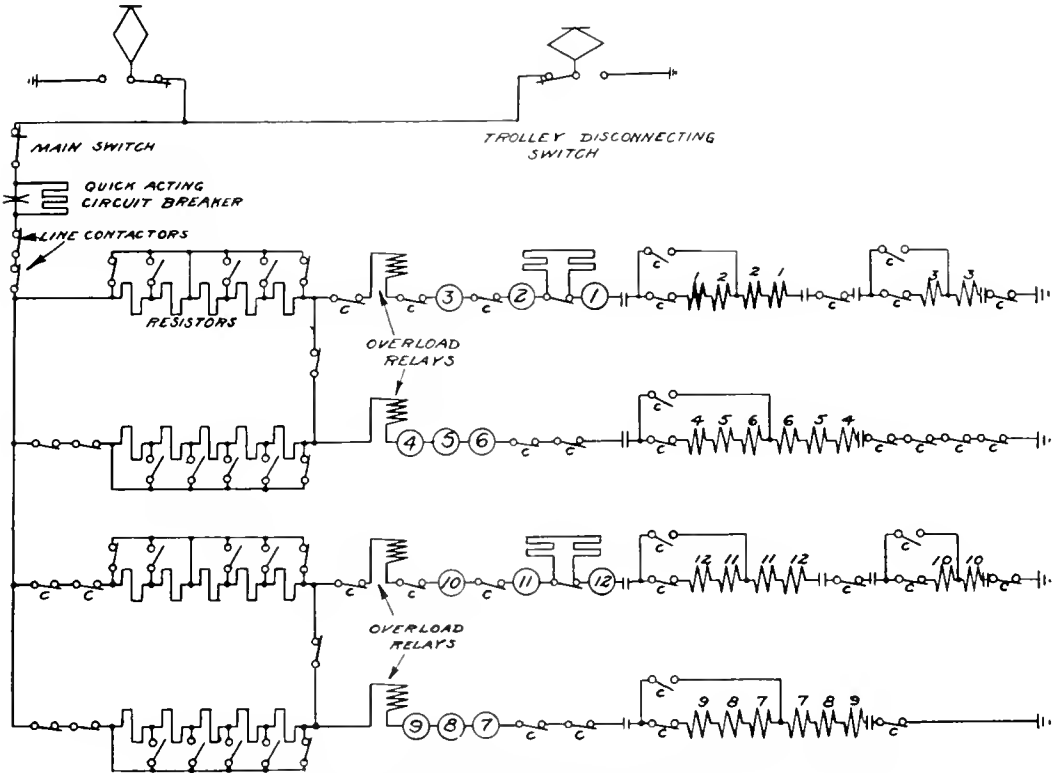 TROLLEY DISCONNECTING
SWITCH
MAIN SWITCH
QUICK ACTING
CIRCUIT BREAKER
LINE CONTACTORS
C
1 2 2 1
C
3 3
RESISTORS
C C 3 C 2 1 C C C C
OVERLOAD
RELAYS
C
4 5 6 6 5 4
4 5 6 C C C C C C C
C
12 11 11 12
C
10 10
C C C C 10 C 11 12 C C C C
OVERLOAD
RELAYS
C
9 8 7 7 8 9
C C 9 8 7 C C C C